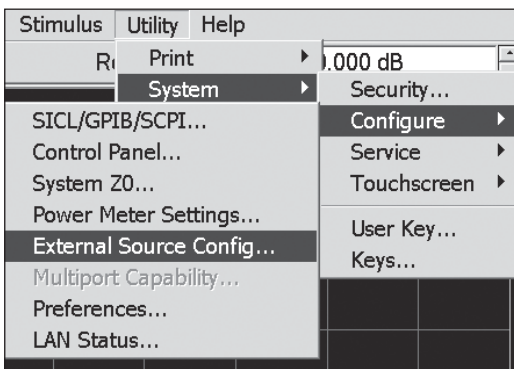 Stimulus Utility Help
.000 dB
Print
System
Security...
Configure
Service
Touchscreen
User Key...
Keys...
SICL/GPIB/SCPI...
Control Panel...
System Z0...
Power Meter Settings...
External Source Config...
Multiport Capability...
Preferences...
LAN Status...